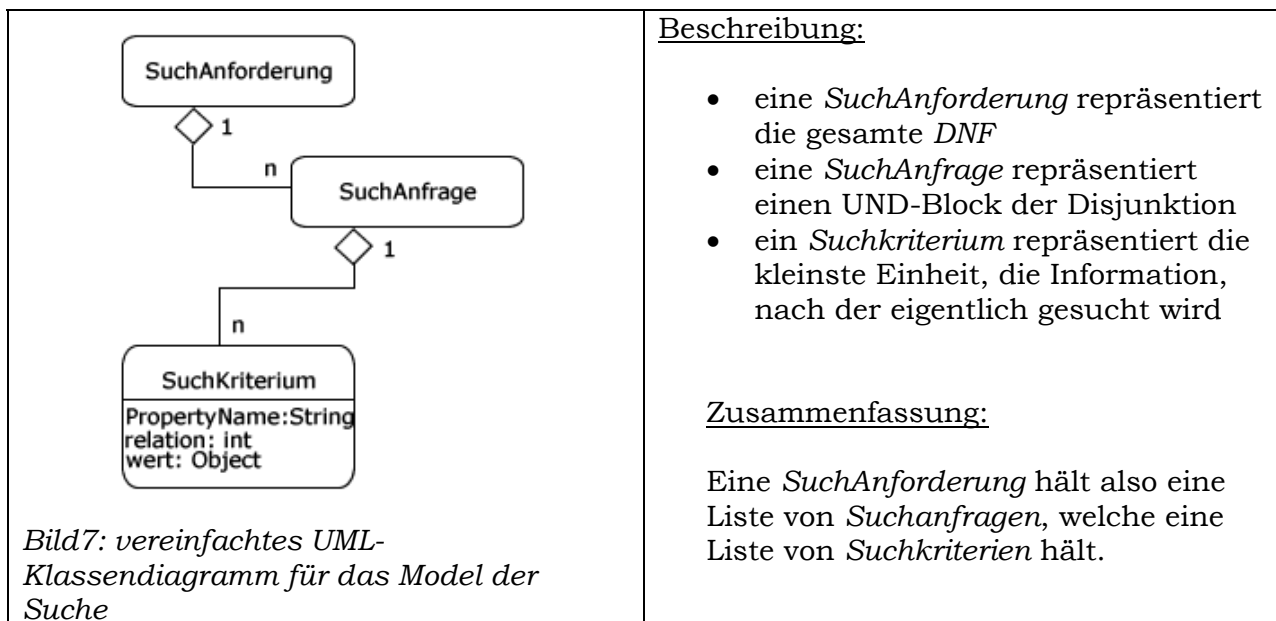 SuchAnforderung
1
n
SuchAnfrage
1
n
SuchKriterium
PropertyName:String
relation: int
wert: Object
Bild7: vereinfachtes UML-
Klassendiagramm für das Model der
Suche
Beschreibung:
• eine SuchAnforderung repräsentiert
die gesamte DNF
• eine SuchAnfrage repräsentiert
einen UND-Block der Disjunktion
• ein Suchkriterium repräsentiert die
kleinste Einheit, die Information,
nach der eigentlich gesucht wird
Zusammenfassung:
Eine SuchAnforderung hält also eine
Liste von Suchanfragen, welche eine
Liste von Suchkriterien hält.